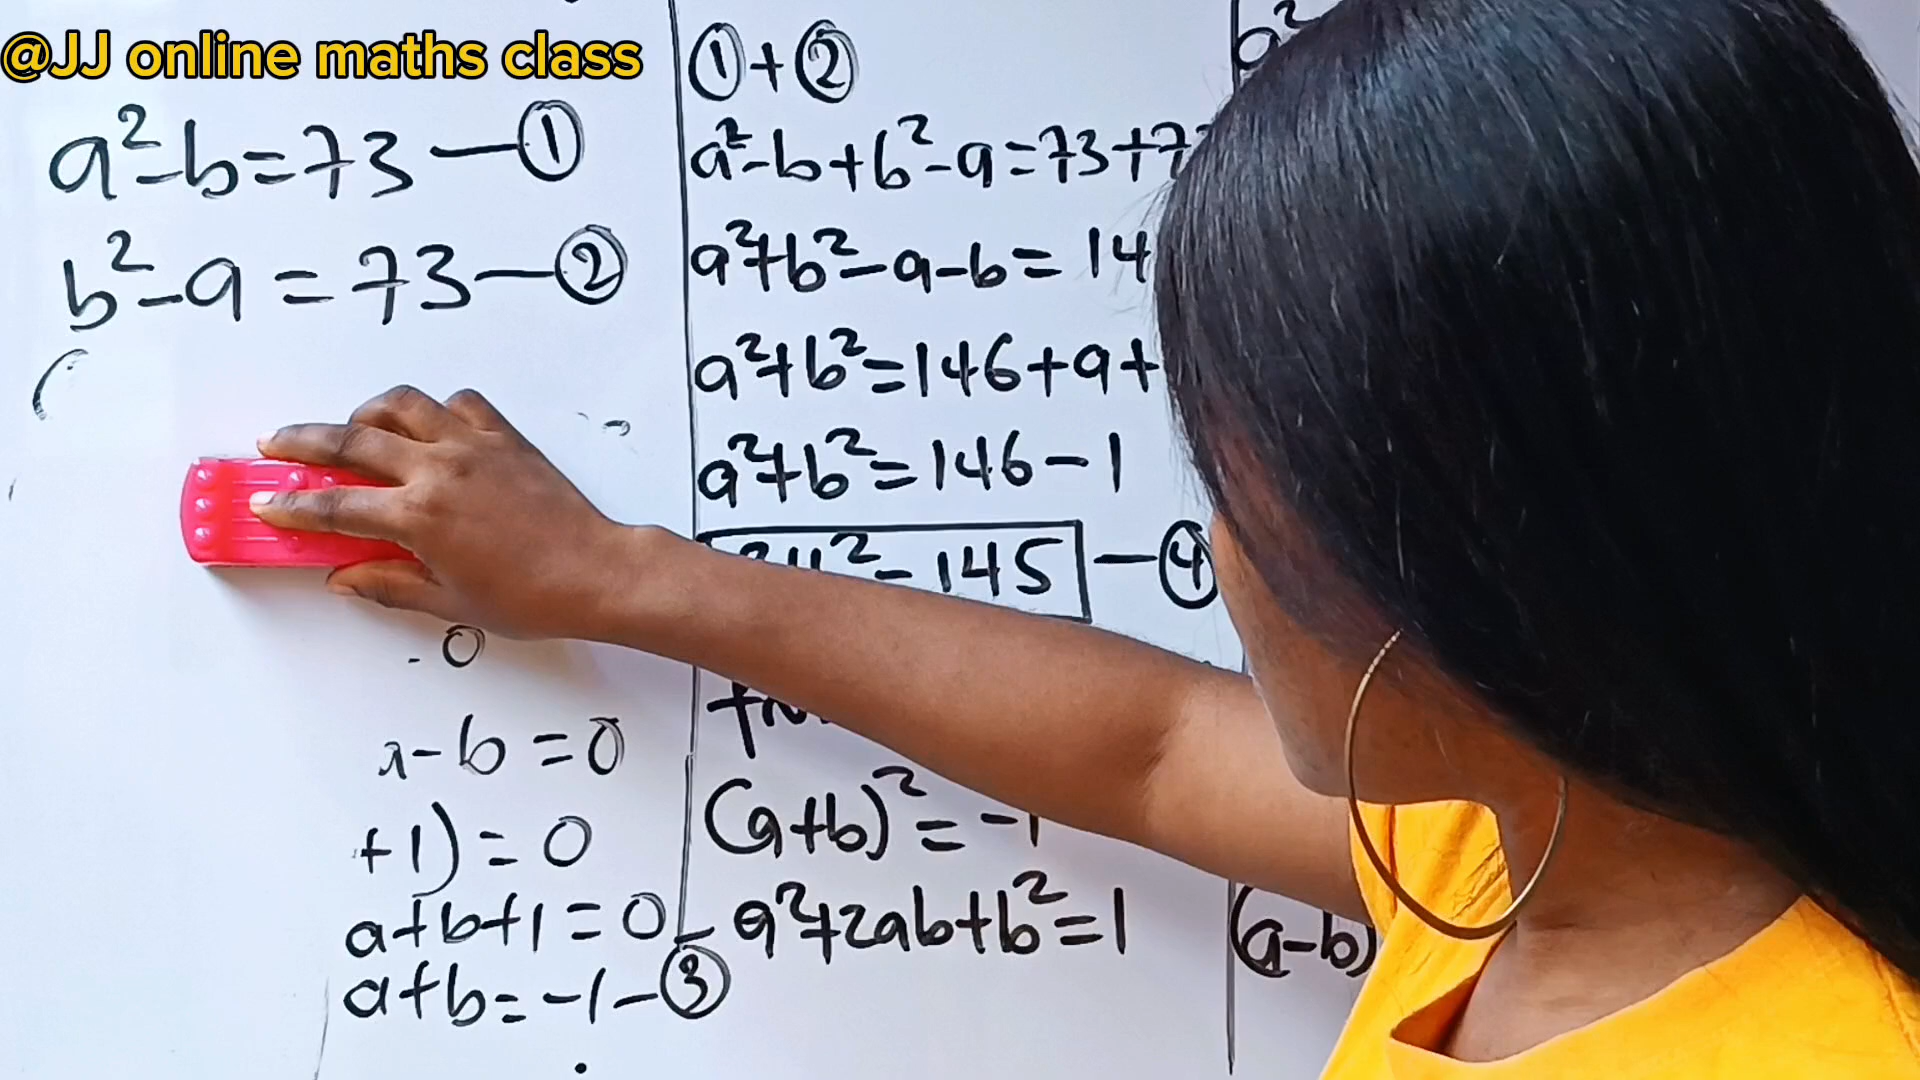 @JJ online maths class
a²-b=73—①
b²-a=73—②
a-b=0
+1)=0
a+b+1=0
a+b=-1-③
①+②
a²-b+b²-a=73+7
a²+b²-a-b=14
a²+b²=146+a+
a²+b²=146-1
=145—④
(a+b)²=-1
a²+2ab+b²=1
a²
(a-b)